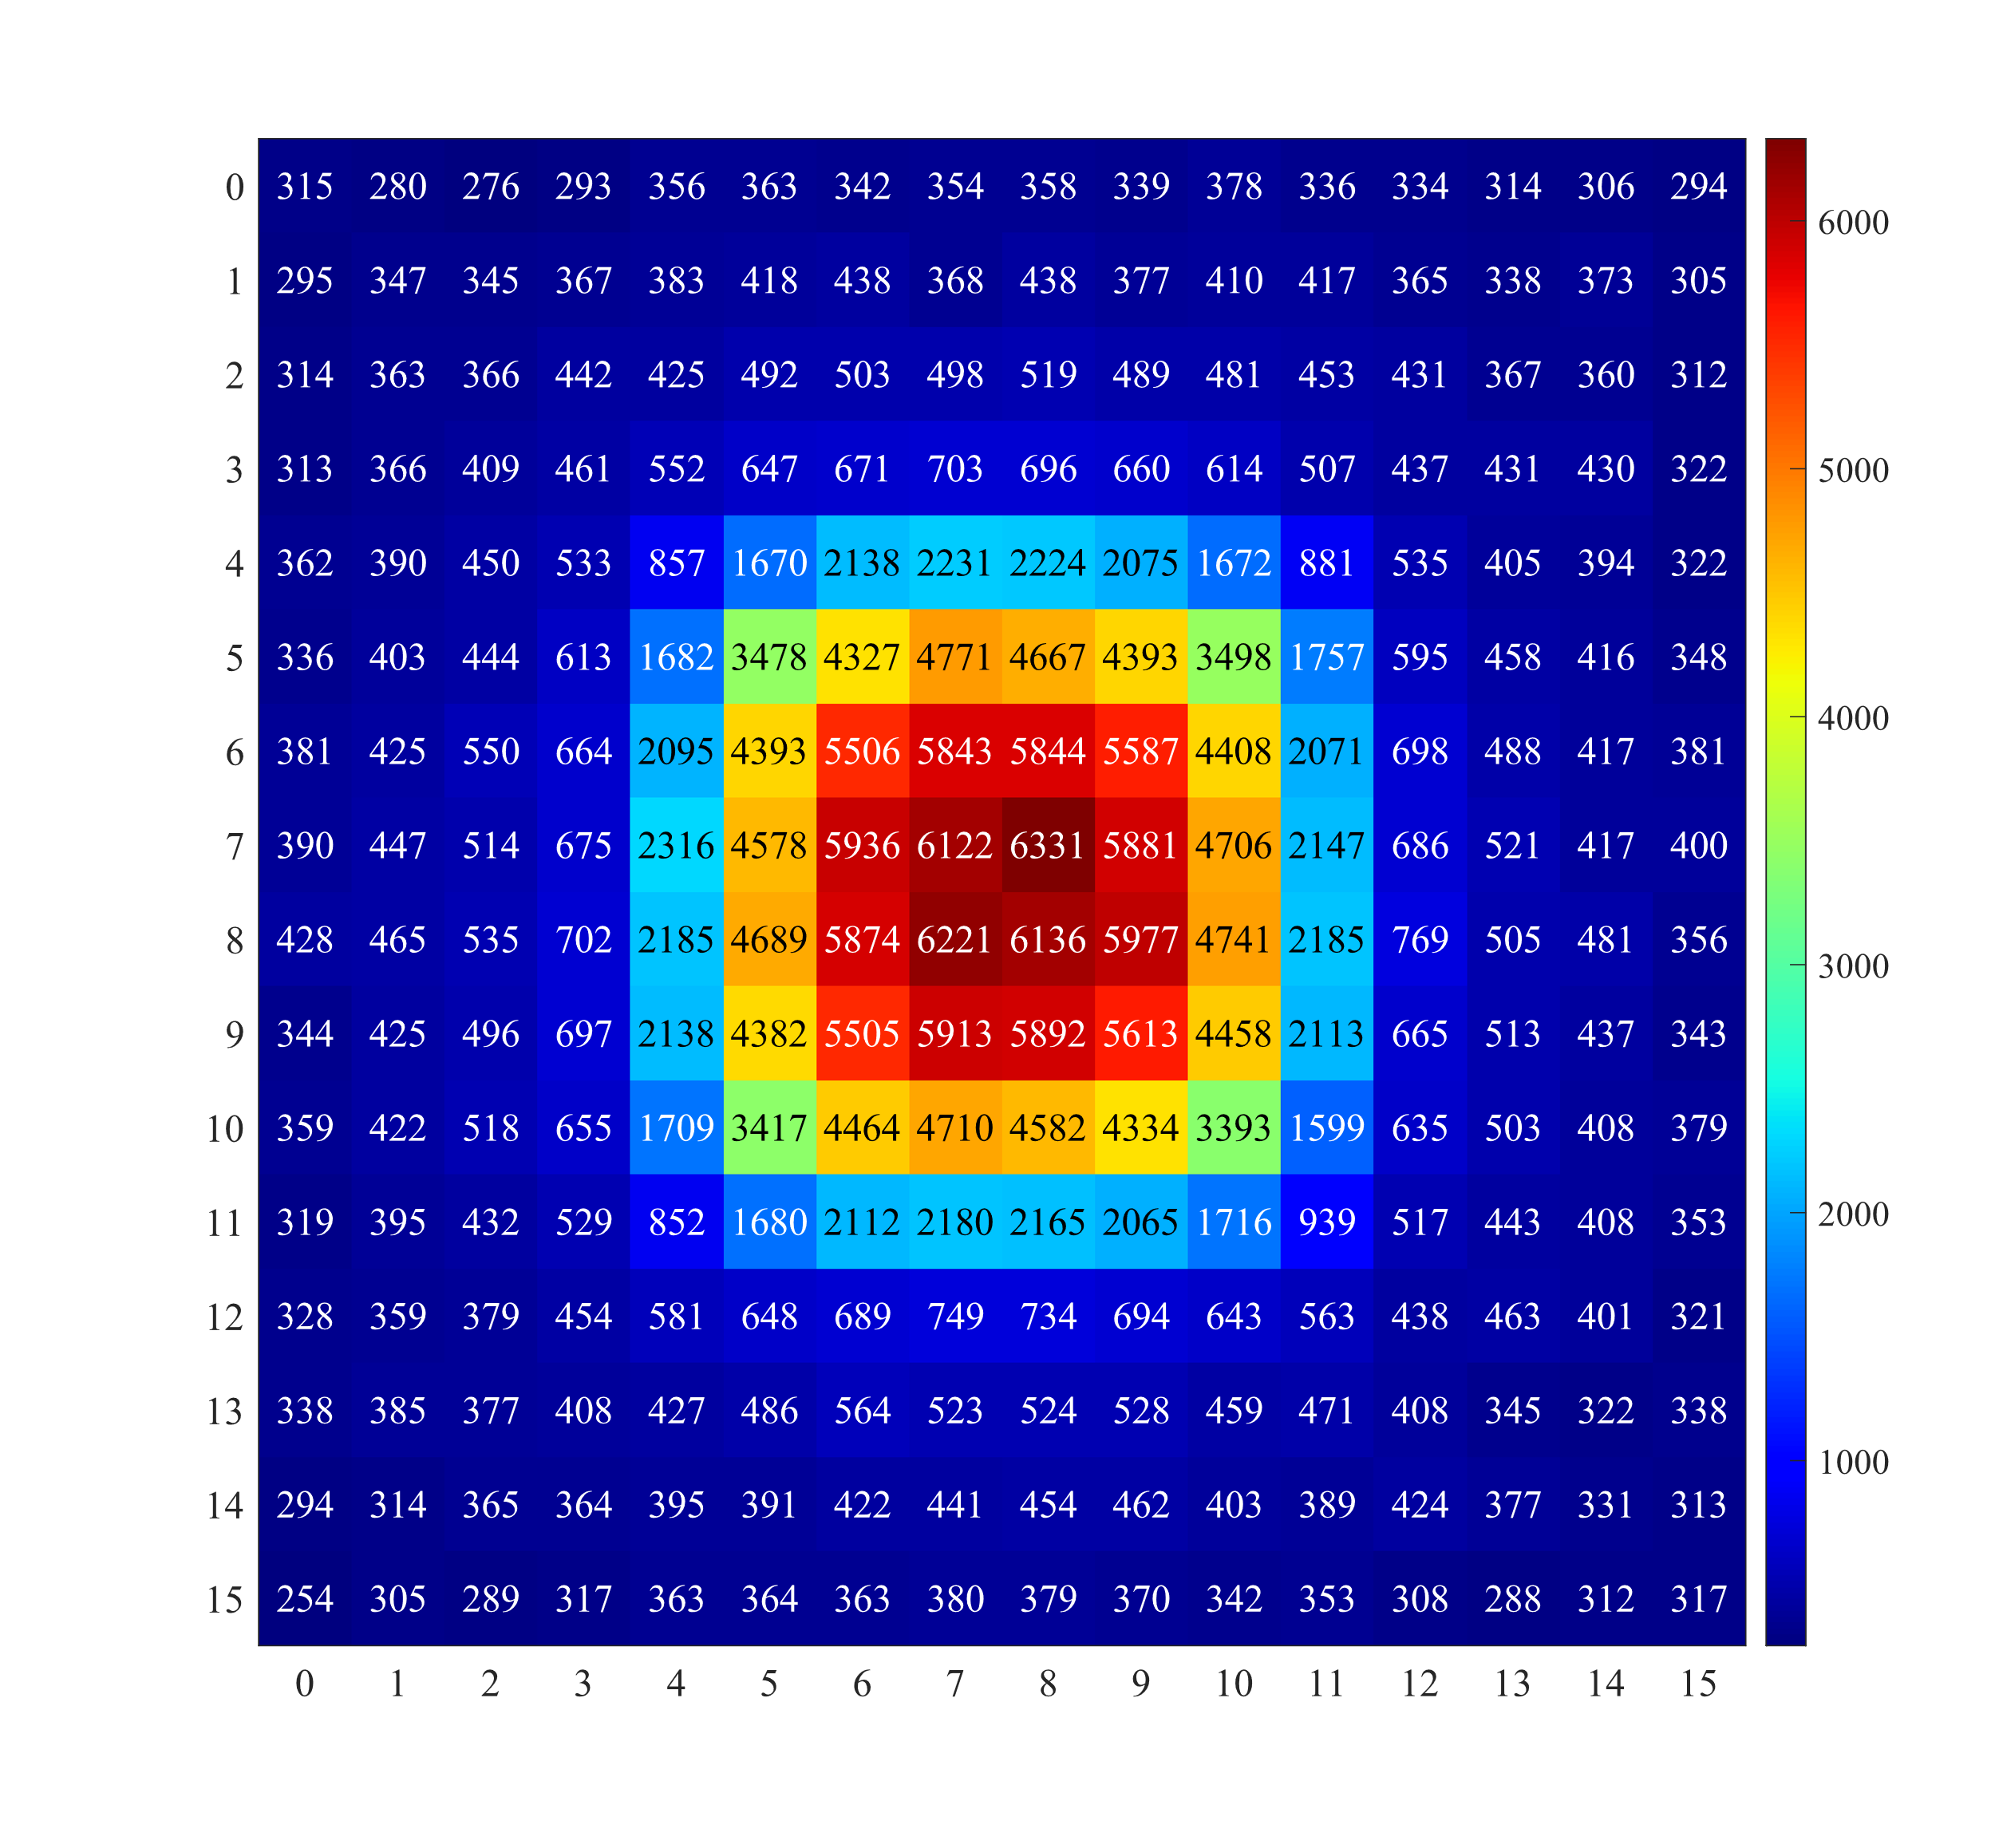 0 315 280 276 293 356 363 342 354 358 339 378 336 334 314 306 294
6000
1 295 347 345 367 383 418 438 368 438 377 410 417 365 338 373 305
2 314 363 366 442 425 492 503 498 519 489 481 453 431 367 360 312
3 313 366 409 461 552 647 671 703 696 660 614 507 437 431 430 322
5000
4 362 390 450 533 857 1670 2138 2231 2224 2075 1672 881 535 405 394 322
5 336 403 444 613 1682 3478 4327 4771 4667 4393 3498 1757 595 458 416 348
4000
6 381 425 550 664 2095 4393 5506 5843 5844 5587 4408 2071 698 488 417 381
7 390 447 514 675 2316 4578 5936 6122 6331 5881 4706 2147 686 521 417 400
8 428 465 535 702 2185 4689 5874 6221 6136 5977 4741 2185 769 505 481 356
3000
9 344 425 496 697 2138 4382 5505 5913 5892 5613 4458 2113 665 513 437 343
10 359 422 518 655 1709 3417 4464 4710 4582 4334 3393 1599 635 503 408 379
11 319 395 432 529 852 1680 2112 2180 2165 2065 1716 939 517 443 408 353
2000
12 328 359 379 454 581 648 689 749 734 694 643 563 438 463 401 321
13 338 385 377 408 427 486 564 523 524 528 459 471 408 345 322 338
1000
14 294 314 365 364 395 391 422 441 454 462 403 389 424 377 331 313
15 254 305 289 317 363 364 363 380 379 370 342 353 308 288 312 317
0 1 2 3 4 5 6 7 8 9 10 11 12 13 14 15